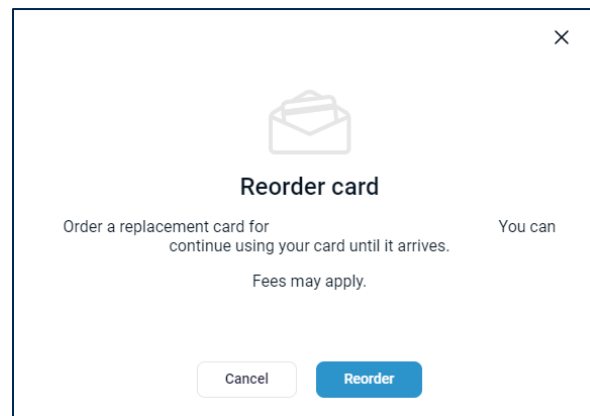 Reorder card
Order a replacement card for You can
continue using your card until it arrives.
Fees may apply.
Cancel Reorder